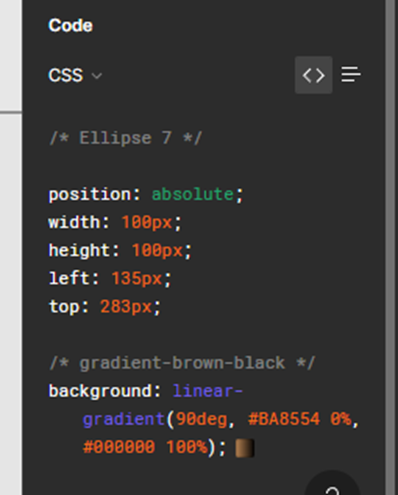 Code
CSS
/* Ellipse 7 */
position: absolute;
width: 100px;
height: 100px;
left: 135px;
top: 283px;
/* gradient-brown-black */
background: linear-
gradient(90deg, #BA8554 0%,
#000000 100%);